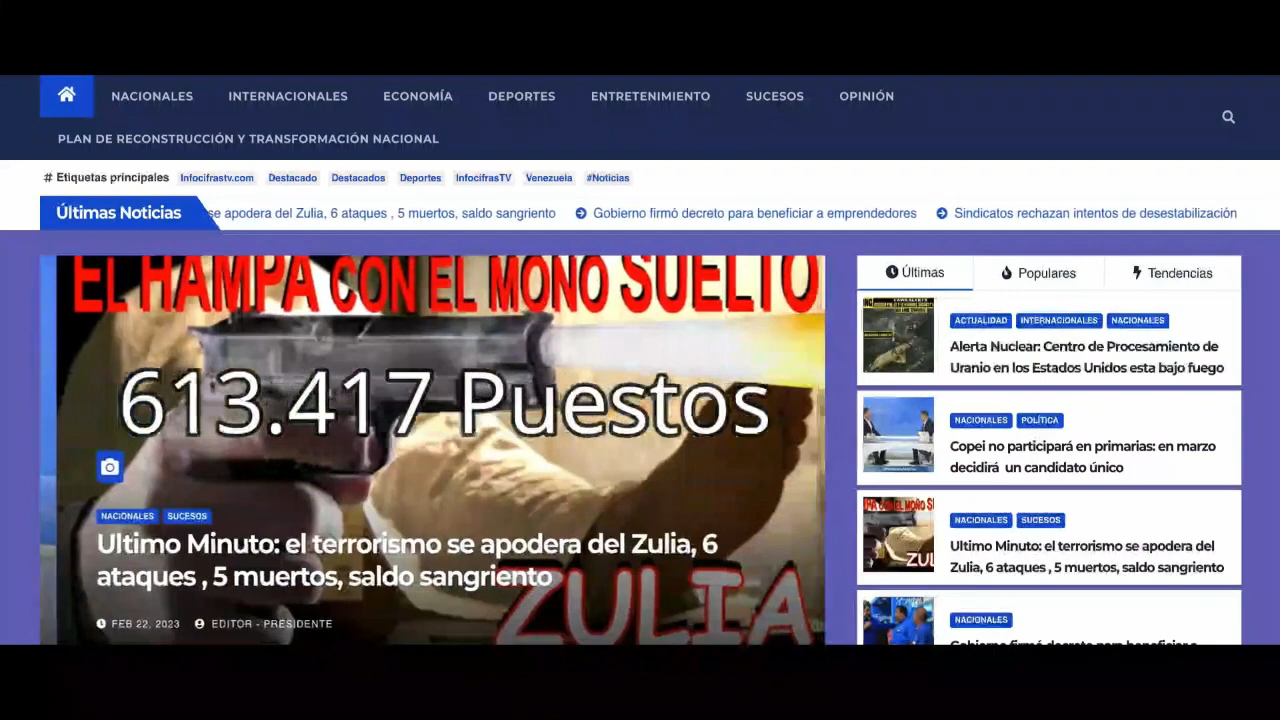 NACIONALES INTERNACIONALES ECONOMÍA DEPORTES ENTRETENIMIENTO SUCESOS OPINIÓN
PLAN DE RECONSTRUCCIÓN Y TRANSFORMACIÓN NACIONAL
# Etiquetas principales Infocifrastv.com Destacado Destacados Deportes InfocifrasTV Venezuela #Noticias
Últimas Noticias se apodera del Zulia, 6 ataques , 5 muertos, saldo sangriento Gobierno firmó decreto para beneficiar a emprendedores Sindicatos rechazan intentos de desestabilización
EL HAMPA CON EL MOÑO SUELTO
613.417 Puestos
NACIONALES SUCESOS
Ultimo Minuto: el terrorismo se apodera del Zulia, 6
ataques , 5 muertos, saldo sangriento
ZULIA
FEB 22, 2023 EDITOR - PRESIDENTE
Últimas Populares Tendencias
ACTUALIDAD INTERNACIONALES NACIONALES
Alerta Nuclear: Centro de Procesamiento de
Uranio en los Estados Unidos esta bajo fuego
NACIONALES POLÍTICA
Copei no participará en primarias: en marzo
decidirá un candidato único
NACIONALES SUCESOS
Ultimo Minuto: el terrorismo se apodera del
Zulia, 6 ataques , 5 muertos, saldo sangriento
NACIONALES
Gobierno firmó decreto para beneficiar a